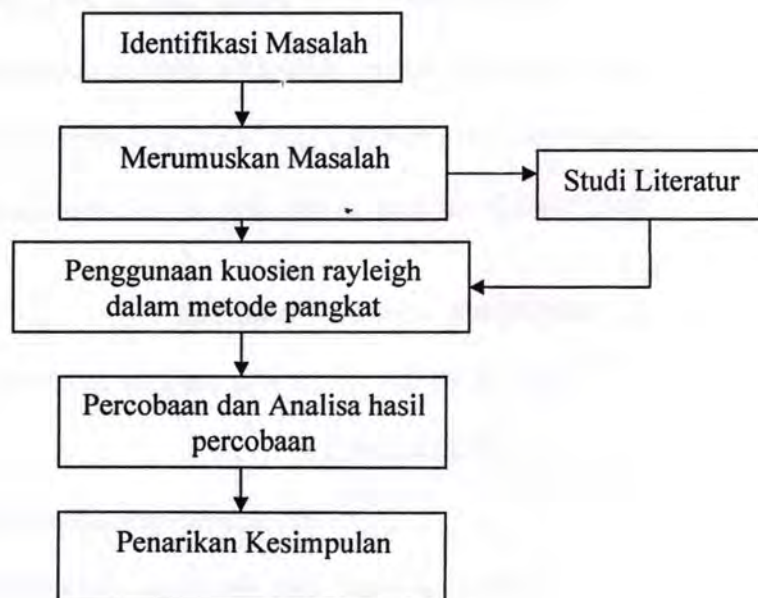 Identifikasi Masalah
Merumuskan Masalah
Studi Literatur
Penggunaan kuosien rayleigh
dalam metode pangkat
Percobaan dan Analisa hasil
percobaan
Penarikan Kesimpulan